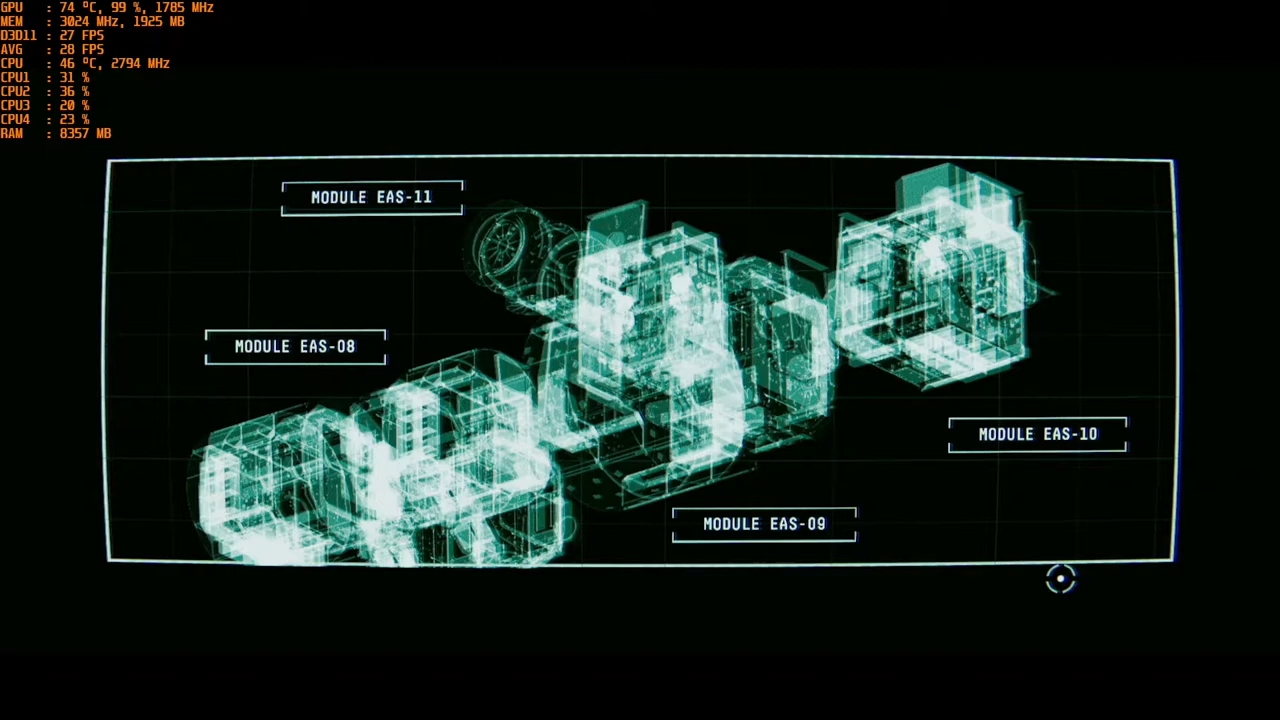 GPU : 74 ºC, 99 %, 1785 MHz
MEM : 3024 MHz, 1925 MB
D3D11 : 27 FPS
AVG : 28 FPS
CPU : 46 ºC, 2794 MHz
CPU1 : 31 %
CPU2 : 36 %
CPU3 : 20 %
CPU4 : 23 %
RAM : 8357 MB
MODULE EAS-11
MODULE EAS-08
MODULE EAS-10
MODULE EAS-09